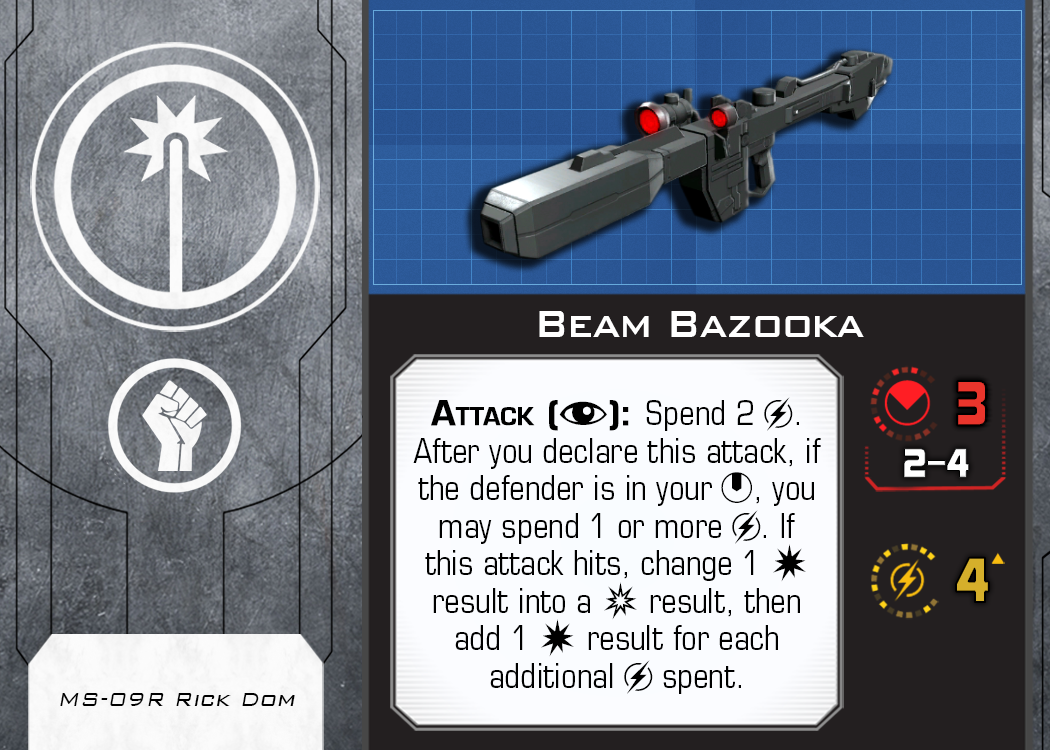 BEAM BAZOOKA
ATTACK (): Spend 2 .
After you declare this attack, if
the defender is in your , you
may spend 1 or more . If
this attack hits, change 1
result into a result, then
add 1 result for each
additional spent.
3
2–4
4
MS-09R RICK DOM